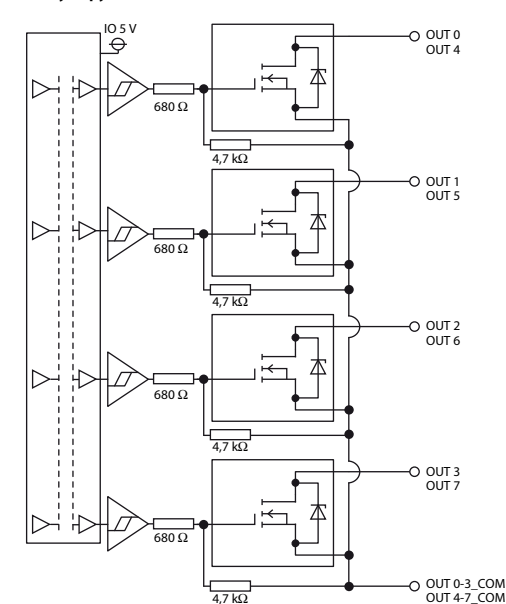 IO 5 V
OUT 0
OUT 4
680 Ω
4,7 kΩ
OUT 1
OUT 5
680 Ω
4,7 kΩ
OUT 2
OUT 6
680 Ω
4,7 kΩ
OUT 3
OUT 7
680 Ω
4,7 kΩ
OUT 0-3_COM
OUT 4-7_COM